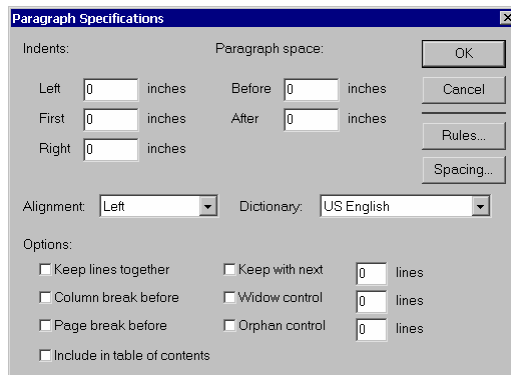 Paragraph Specifications
Indents: Paragraph space: OK
Left 0 inches Before 0 inches Cancel
First 0 inches After 0 inches
Right 0 inches Rules...
Spacing...
Alignment: Left Dictionary: US English
Options:
Keep lines together Keep with next 0 lines
Column break before Widow control 0 lines
Page break before Orphan control 0 lines
Include in table of contents